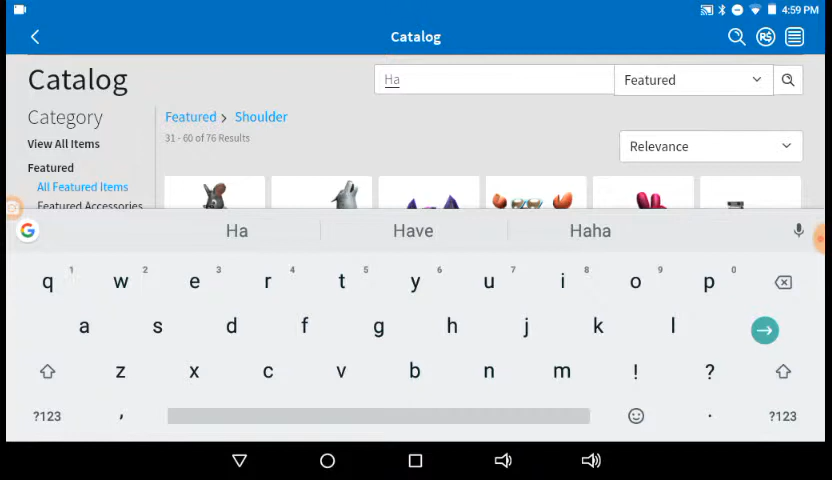 4:59 PM
Catalog
R$
Catalog
Ha
Featured
Category
Featured > Shoulder
View All Items
31 - 60 of 76 Results
Relevance
Featured
All Featured Items
Featured Accessories
G
Ha
Have
Haha
q 1 w 2 e 3 r 4 t 5 y 6 u 7 i 8 o 9 p 0
a s d f g h j k l
z x c v b n m ! ?
?123 , . ?123